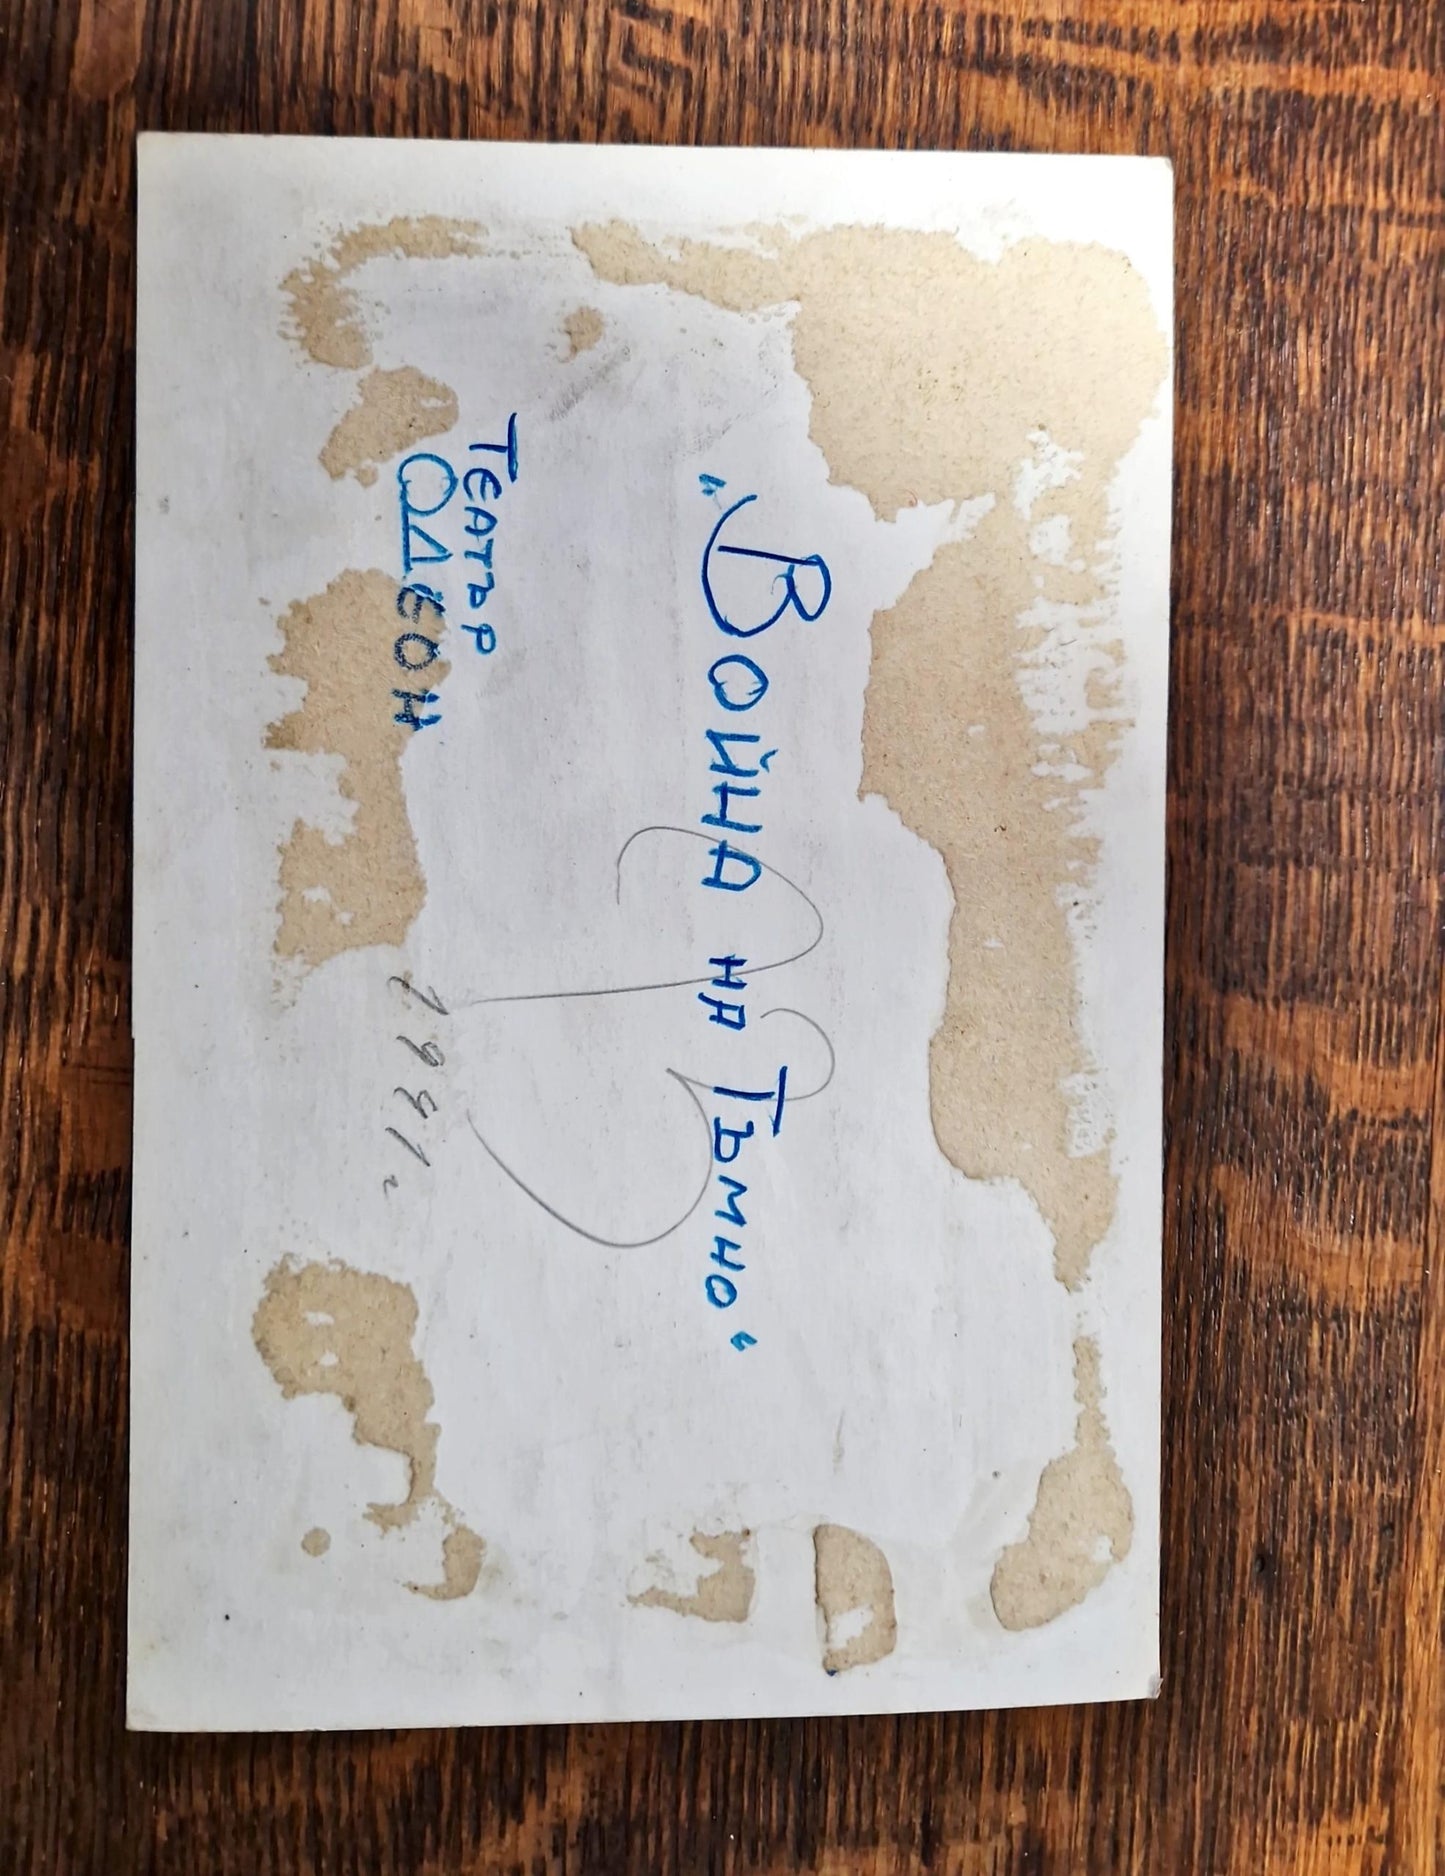 "Война на Тъмно"
Театър
Одеон
1991г